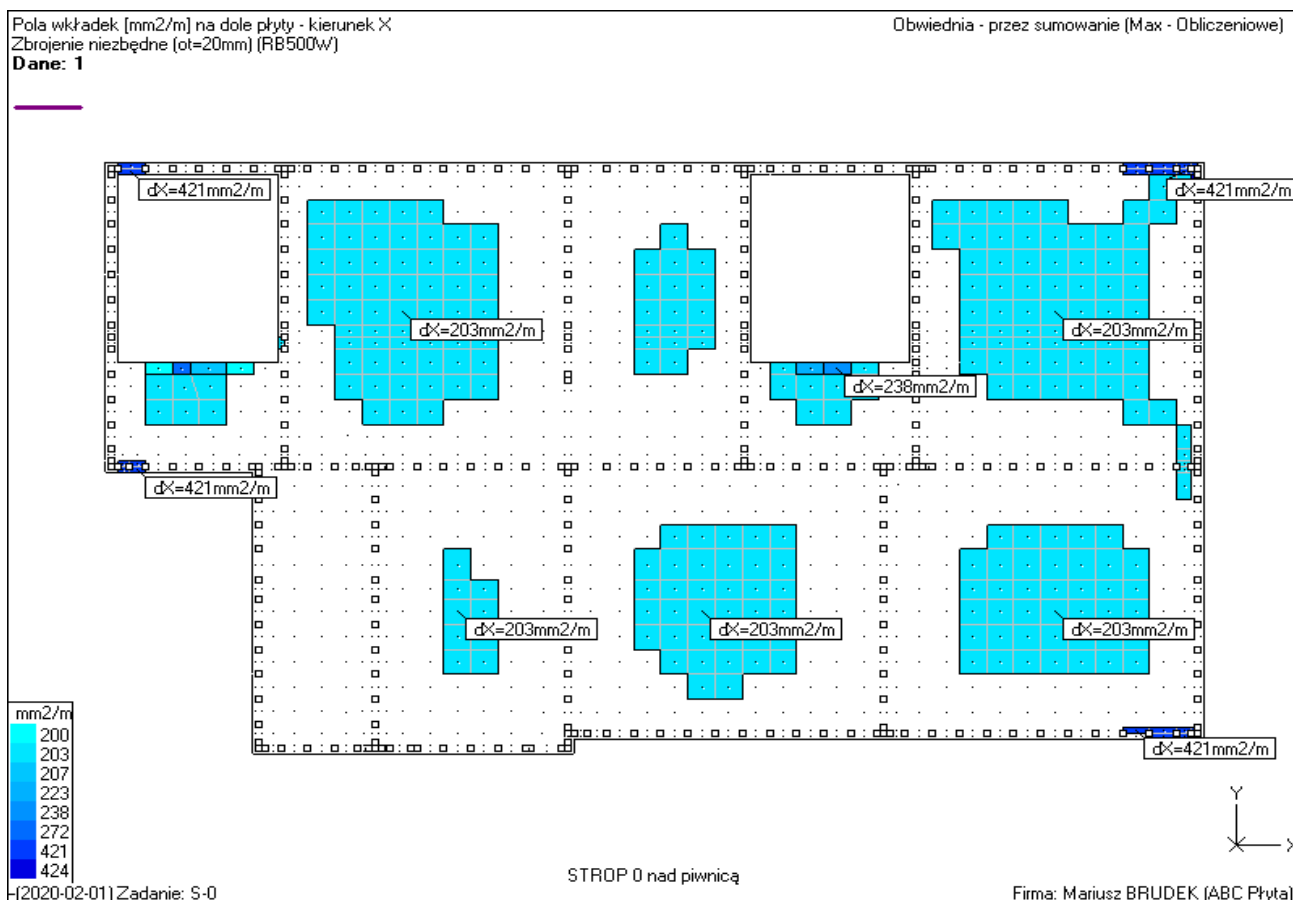 Pola wkładek [mm2/m] na dole płyty - kierunek X
Obwiednia - przez sumowanie (Max - Obliczeniowe)
Zbrojenie niezbędne (ot=20mm) (RB500W)
Dane: 1
dX=421mm2/m
dX=421mm2/m
dX=203mm2/m
dX=203mm2/m
dX=238mm2/m
dX=421mm2/m
dX=203mm2/m
dX=203mm2/m
dX=203mm2/m
dX=421mm2/m
mm2/m
200
203
207
223
238
272
421
424
Y
X
STROP 0 nad piwnicą
-(2020-02-01) Zadanie: S-0
Firma: Mariusz BRUDEK (ABC Płyta)